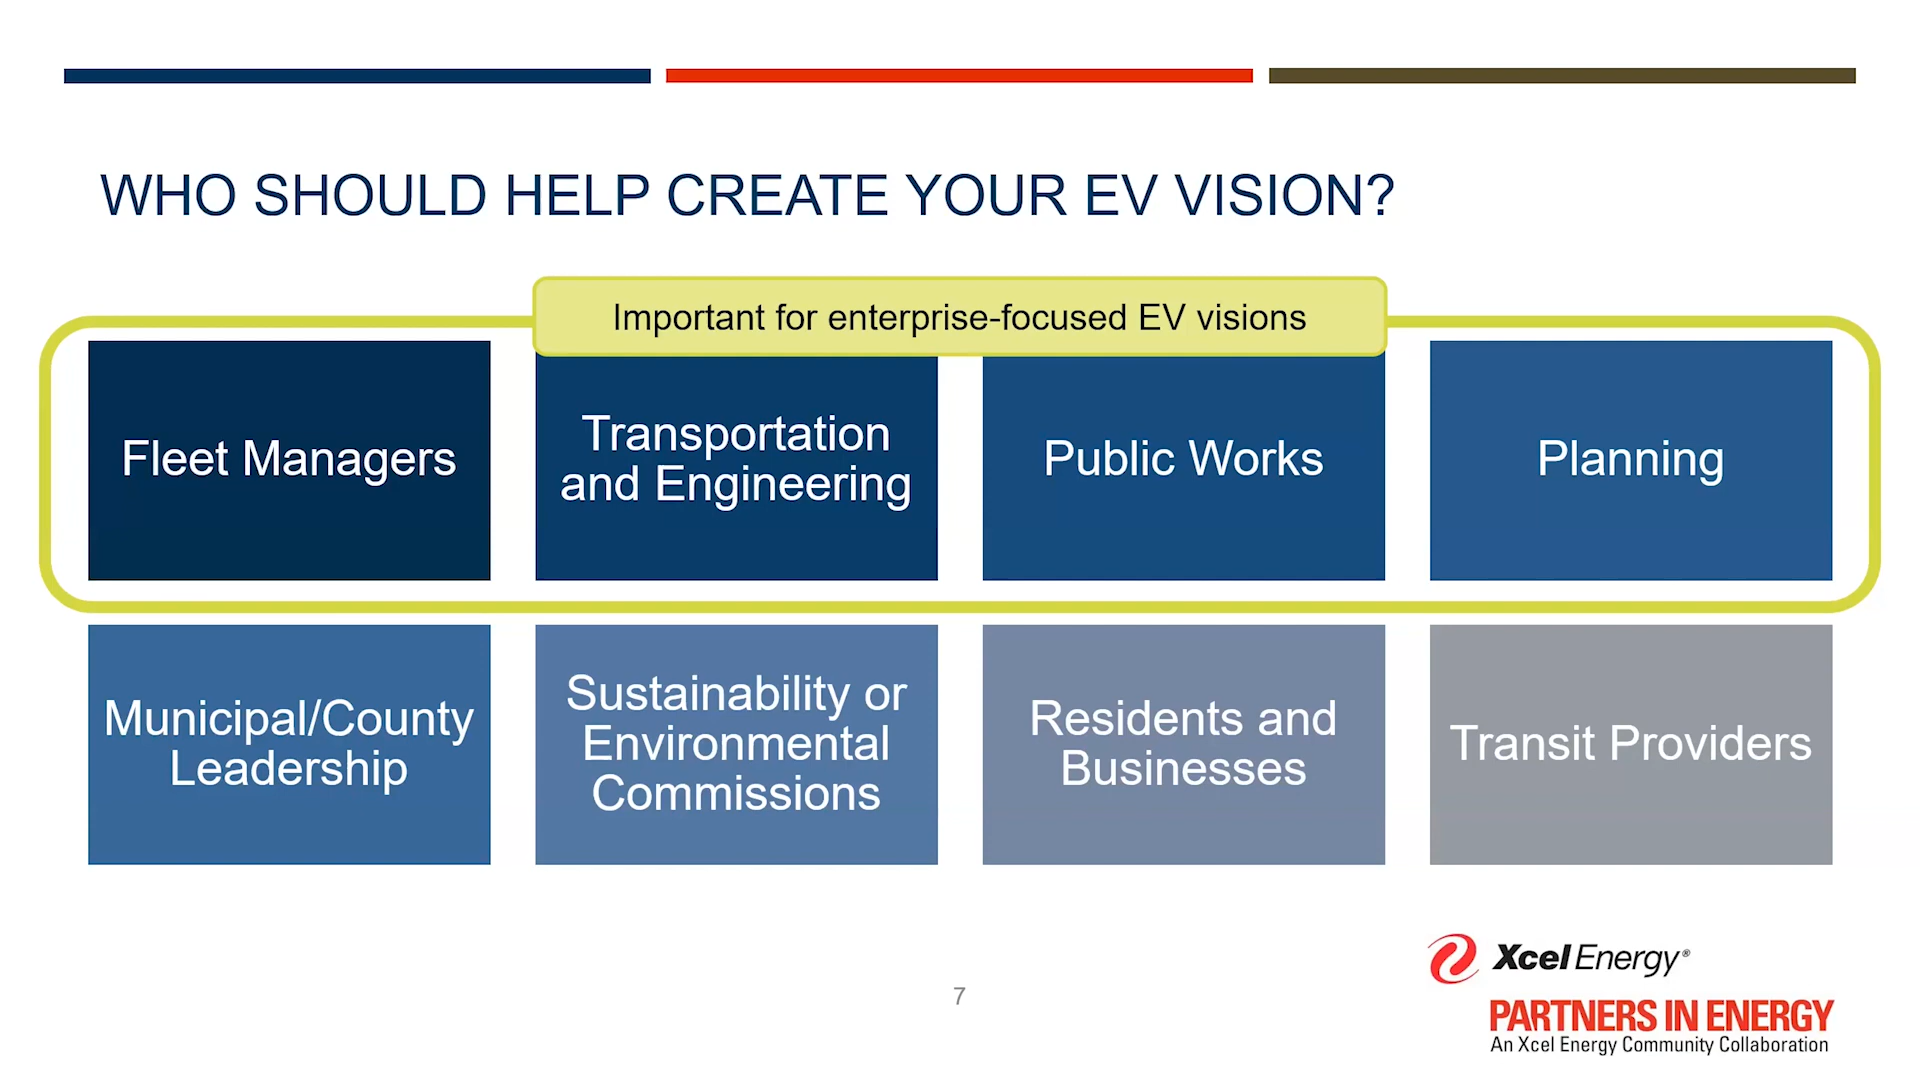 WHO SHOULD HELP CREATE YOUR EV VISION?
Important for enterprise-focused EV visions
Fleet Managers
Transportation
and Engineering
Public Works
Planning
Municipal/County
Leadership
Sustainability or
Environmental
Commissions
Residents and
Businesses
Transit Providers
Xcel Energy®
7
PARTNERS IN ENERGY
An Xcel Energy Community Collaboration